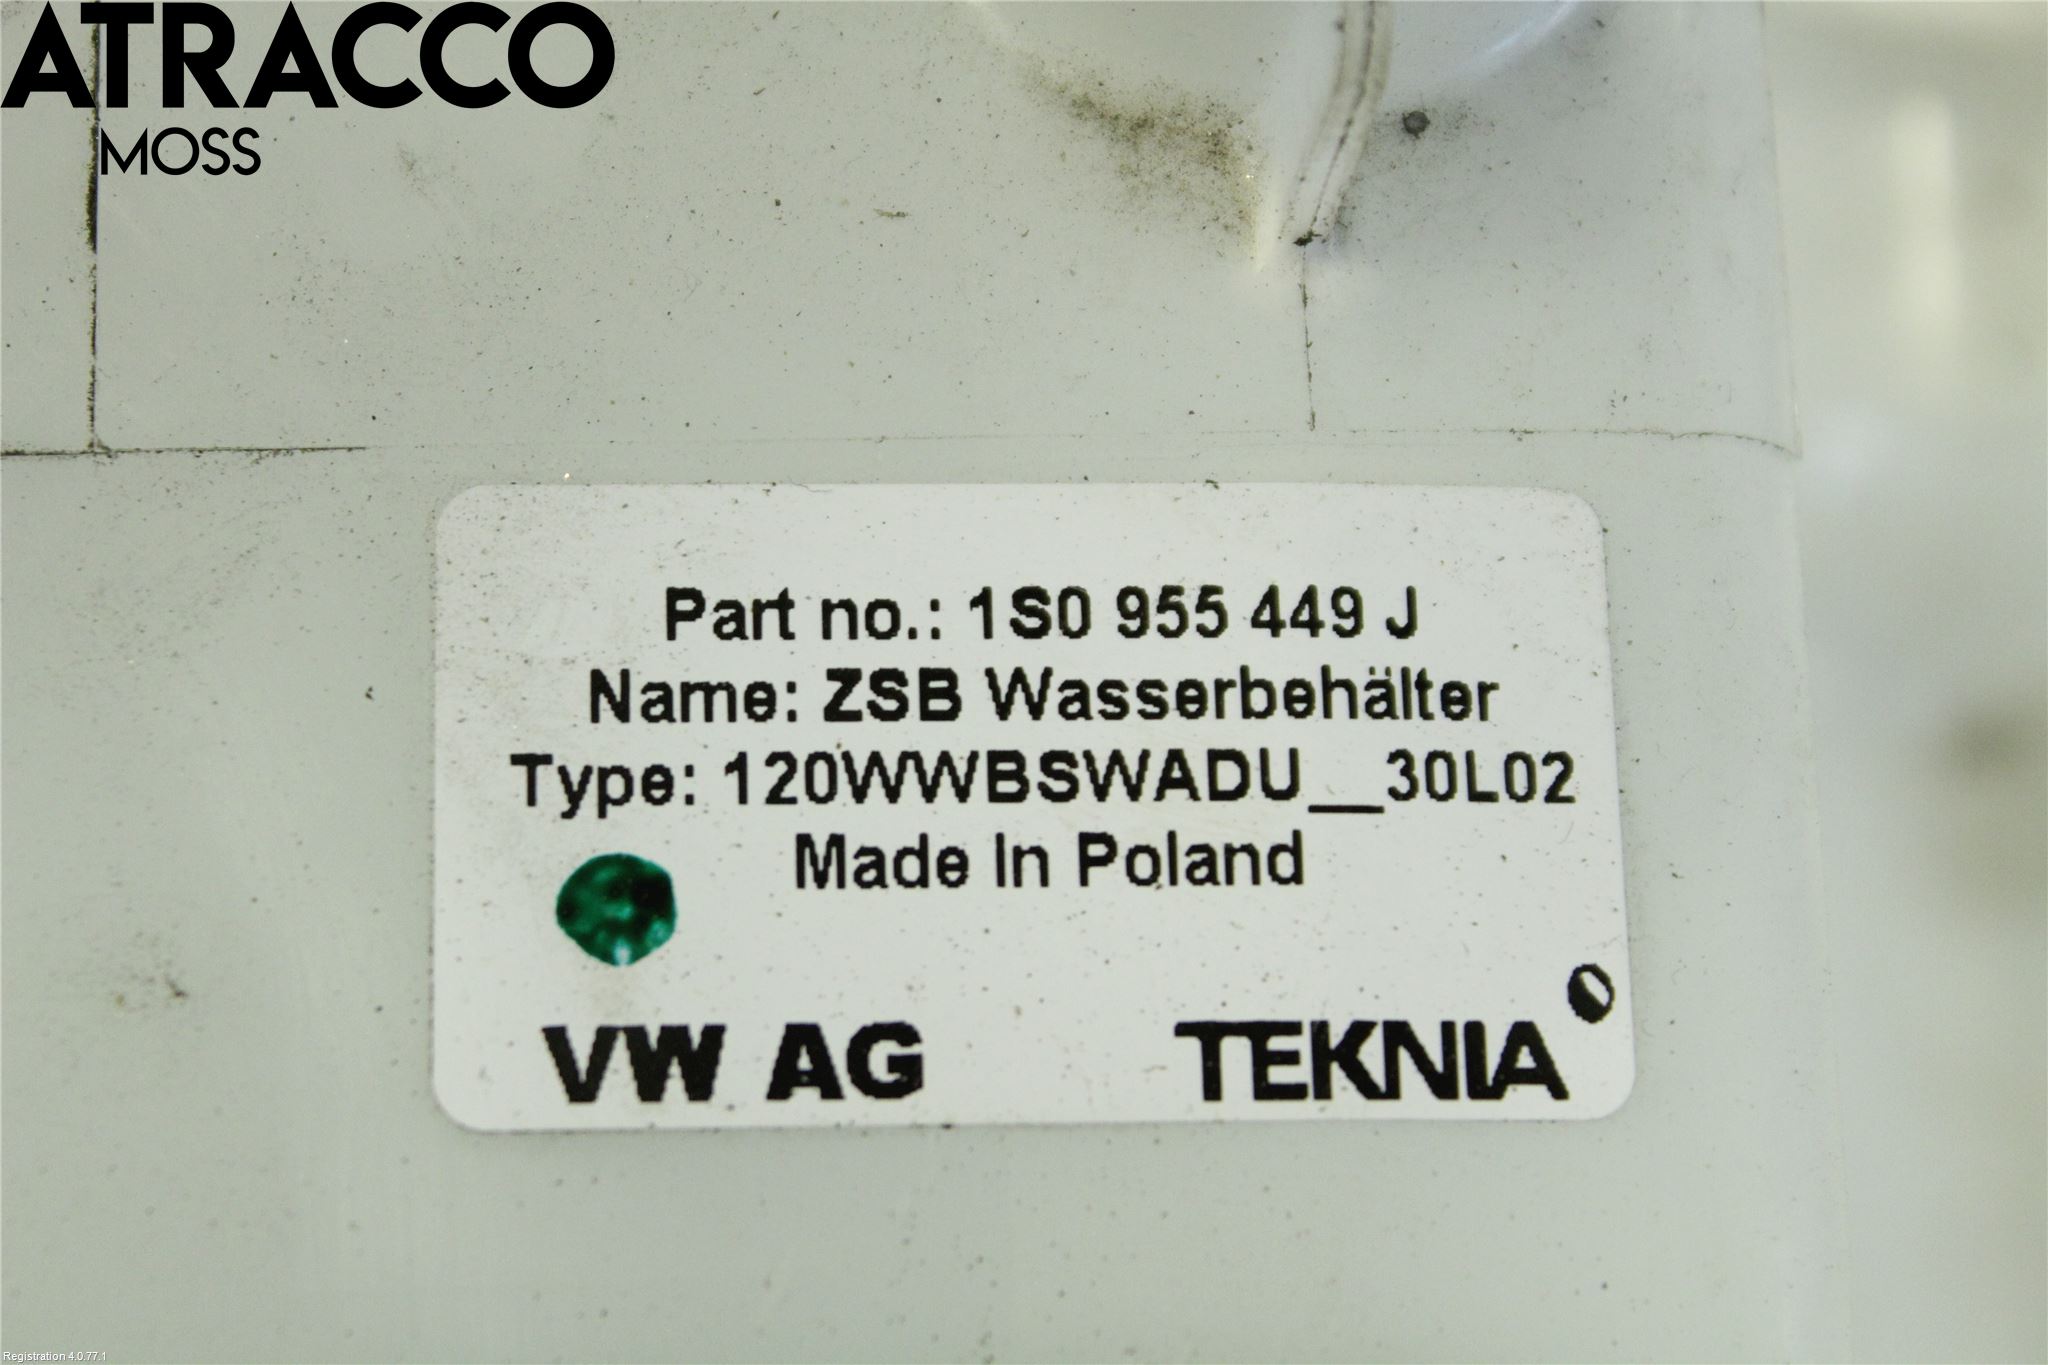 ATRACCO
MOSS
Part no.: 1S0 955 449 J
Name: ZSB Wasserbehälter
Type: 120WWBSWADU__30L02
Made In Poland
VW AG TEKNIA
Registration 4.0.77.1